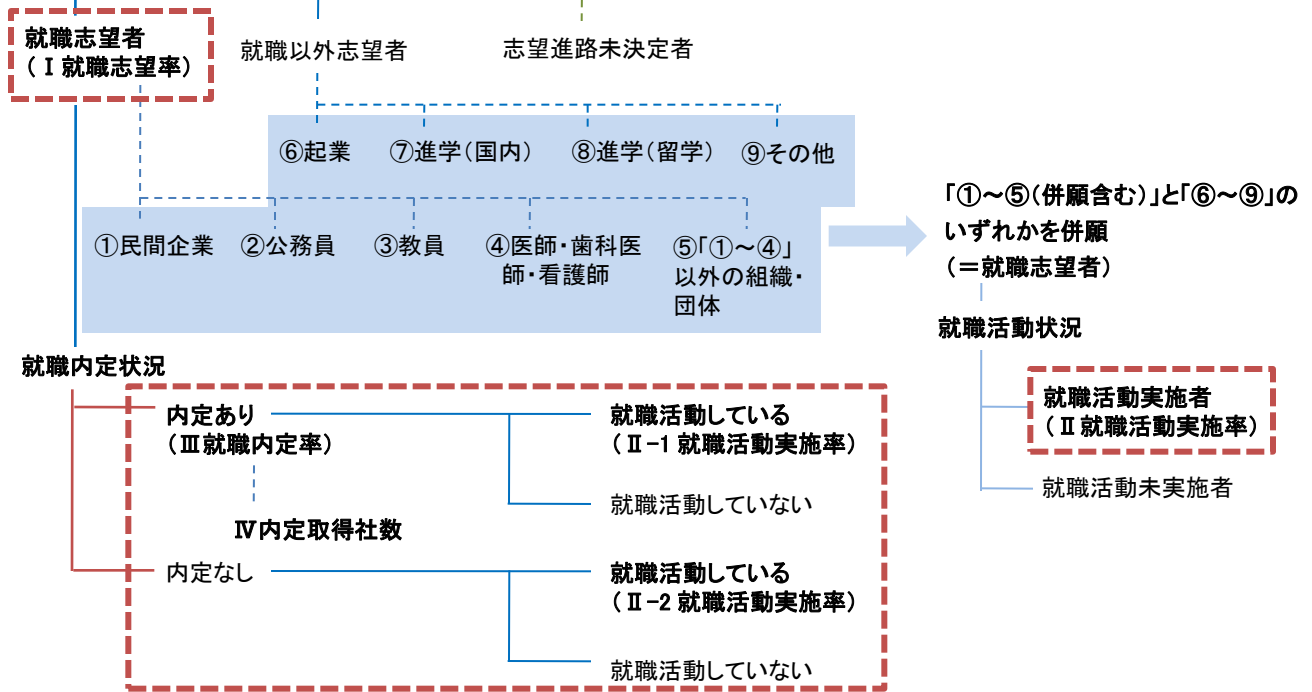 就職志望者
(Ⅰ就職志望率)
就職以外志望者
志望進路未決定者
⑥起業
⑦進学(国内)
⑧進学(留学)
⑨その他
①民間企業
②公務員
③教員
④医師・歯科医
師・看護師
⑤「①～④」
以外の組織・
団体
「①～⑤(併願含む)」と「⑥～⑨」の
いずれかを併願
(＝就職志望者)
就職活動状況
就職活動実施者
(Ⅱ就職活動実施率)
就職活動未実施者
就職内定状況
内定あり
(Ⅲ就職内定率)
就職活動している
(Ⅱ-1 就職活動実施率)
就職活動していない
Ⅳ内定取得社数
内定なし
就職活動している
(Ⅱ-2 就職活動実施率)
就職活動していない